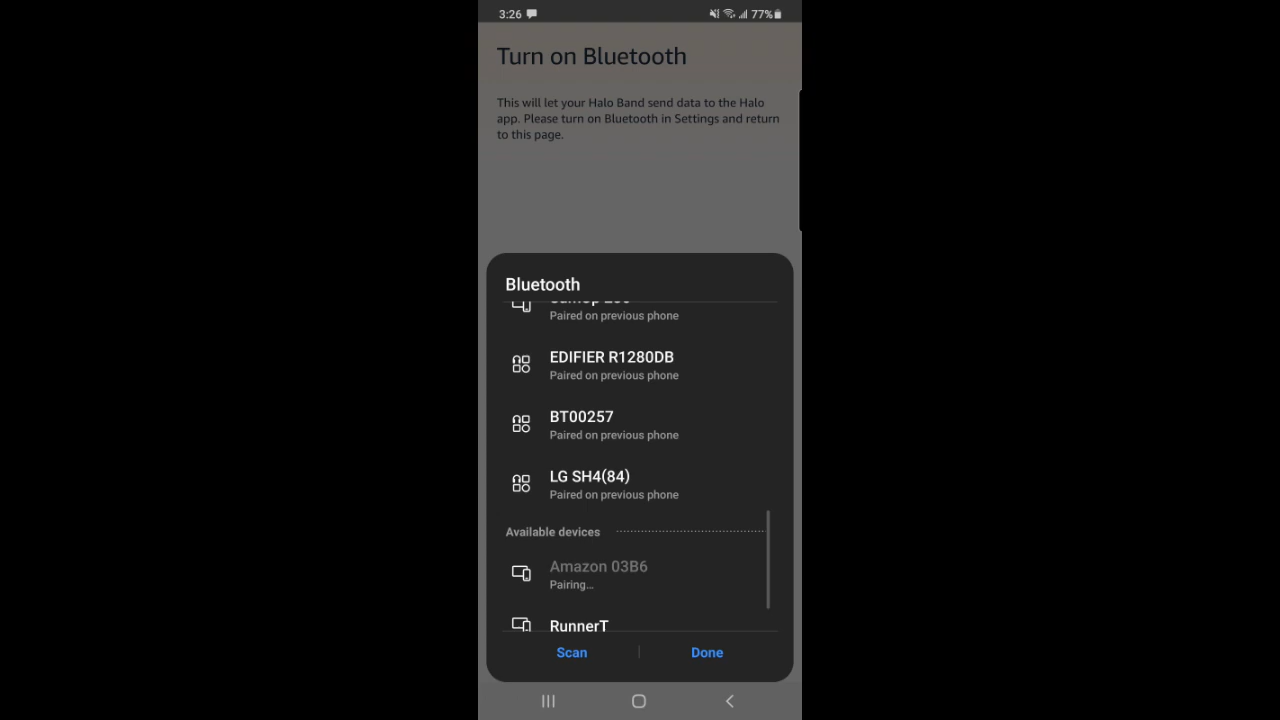 3:26
77%
Turn on Bluetooth
This will let your Halo Band send data to the Halo
app. Please turn on Bluetooth in Settings and return
to this page.
Bluetooth
Paired on previous phone
EDIFIER R1280DB
Paired on previous phone
BT00257
Paired on previous phone
LG SH4(84)
Paired on previous phone
Available devices
Amazon 03B6
Pairing...
RunnerT
Scan
Done